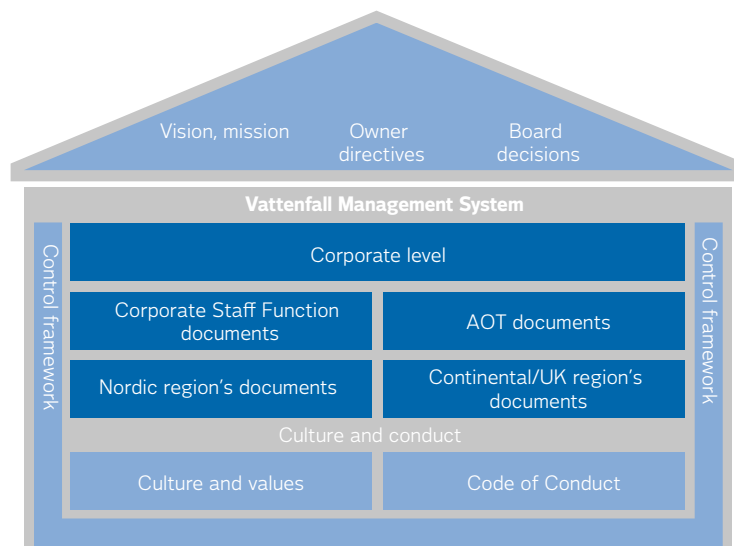 Vision, mission
Owner
directives
Board
decisions
Vattenfall Management System
Control framework
Corporate level
Corporate Staff Function
documents
AOT documents
Nordic region's documents
Continental/UK region's
documents
Control framework
Culture and conduct
Culture and values
Code of Conduct